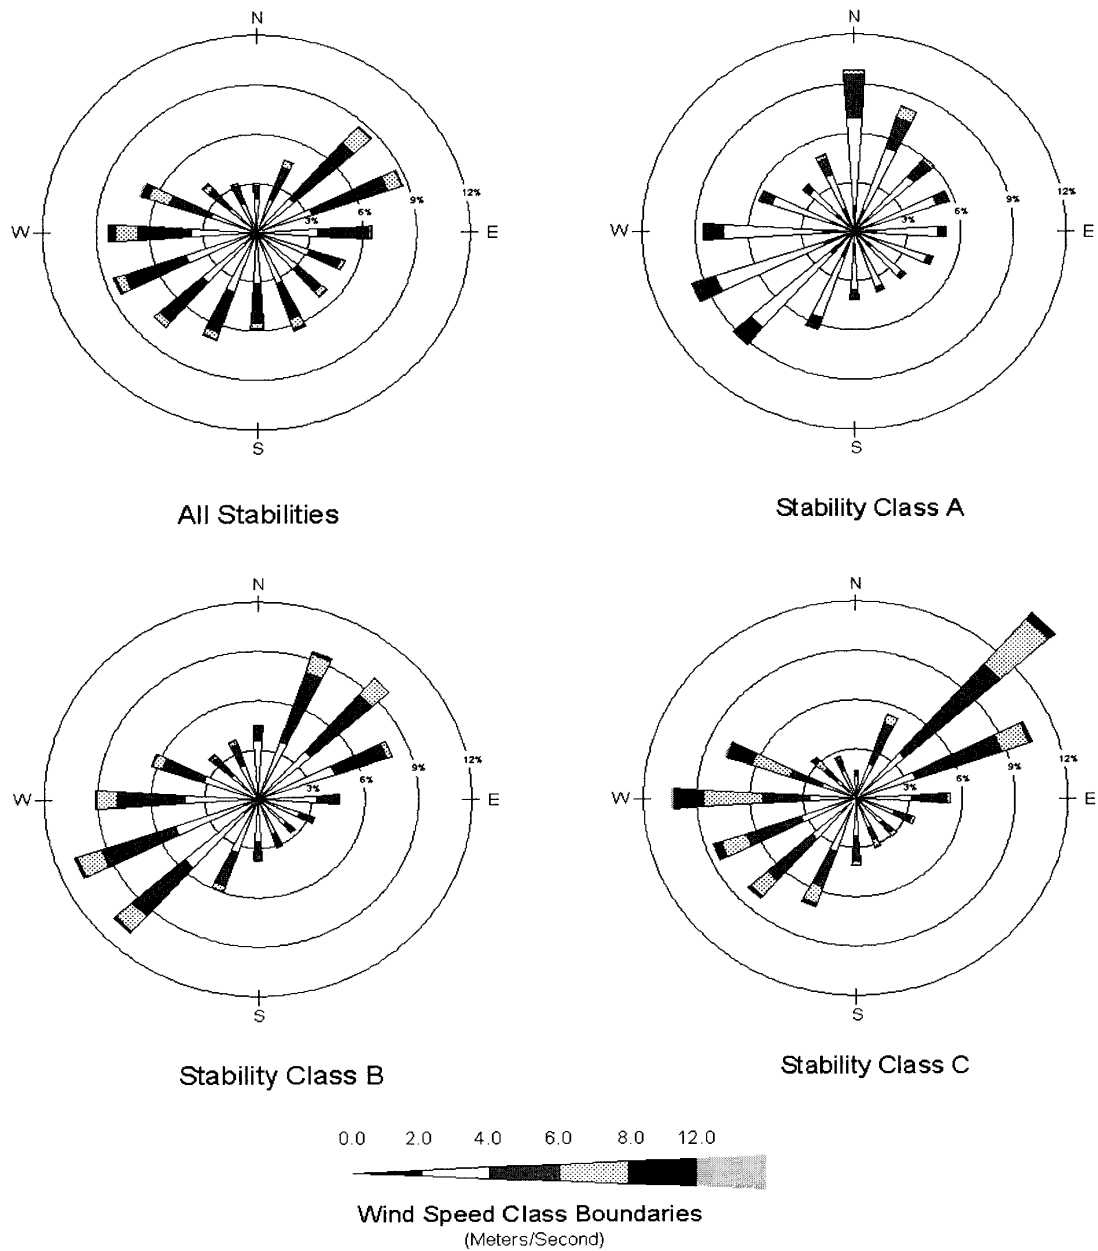 N
N
12%
12%
9%
9%
6%
6%
3%
3%
W
E
W
E
S
S
All Stabilities
Stability Class A
N
N
12%
12%
9%
9%
6%
6%
3%
3%
W
E
W
E
S
S
Stability Class B
Stability Class C
0.0 2.0 4.0 6.0 8.0 12.0
Wind Speed Class Boundaries
(Meters/Second)